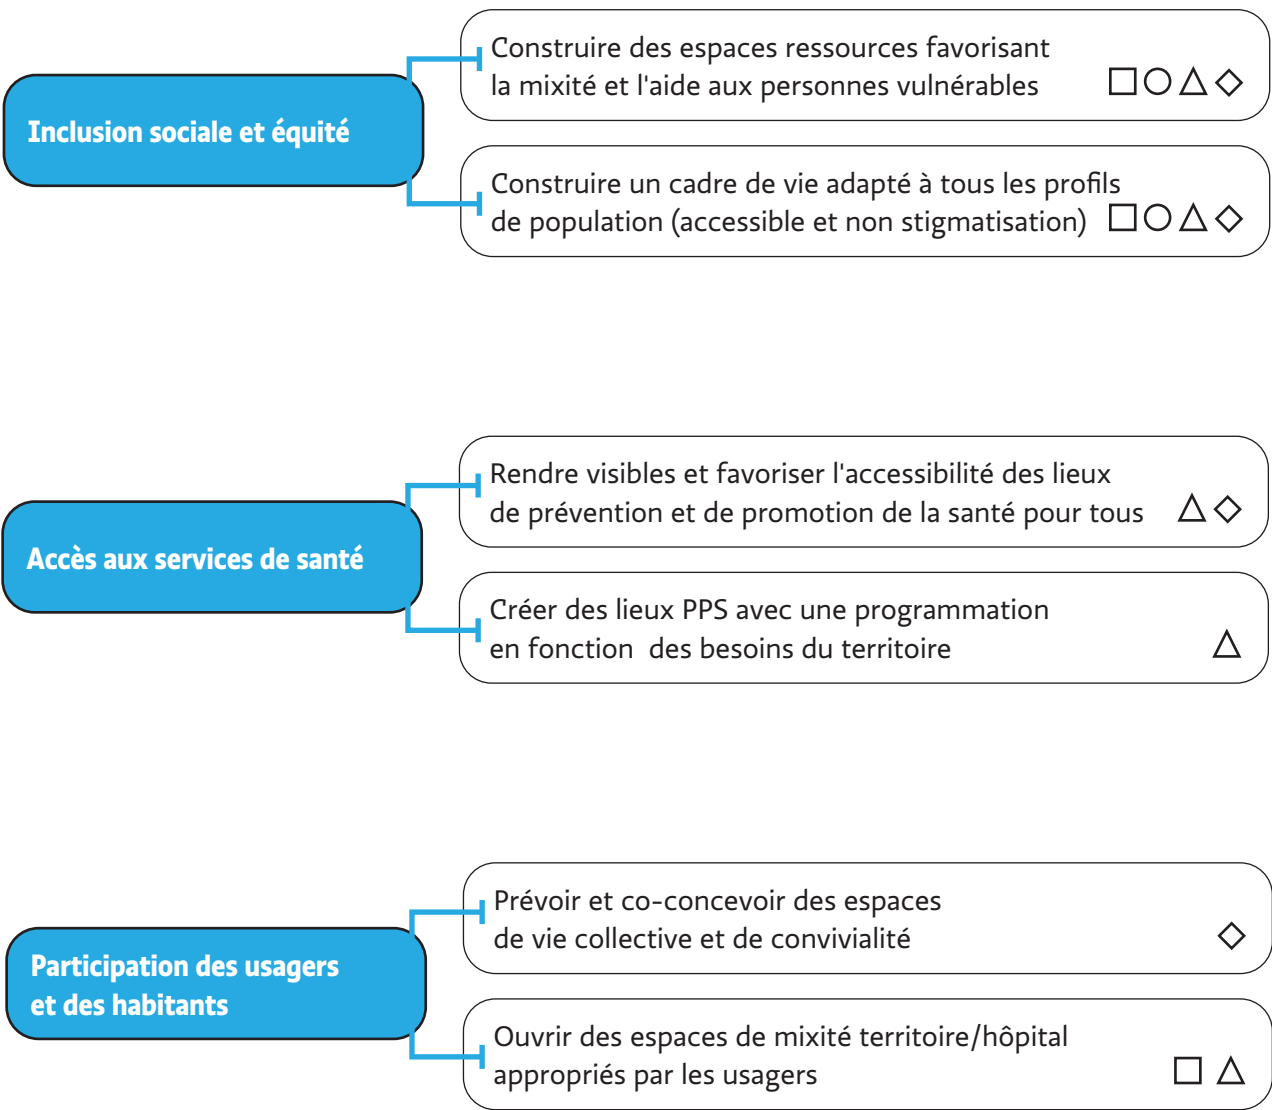 Construire des espaces ressources favorisant
la mixité et l'aide aux personnes vulnérables
Inclusion sociale et équité
Construire un cadre de vie adapté à tous les profils
de population (accessible et non stigmatisation)
Rendre visibles et favoriser l'accessibilité des lieux
de prévention et de promotion de la santé pour tous
Accès aux services de santé
Créer des lieux PPS avec une programmation
en fonction  des besoins du territoire
Prévoir et co-concevoir des espaces
de vie collective et de convivialité
Participation des usagers
et des habitants
Ouvrir des espaces de mixité territoire/hôpital
appropriés par les usagers